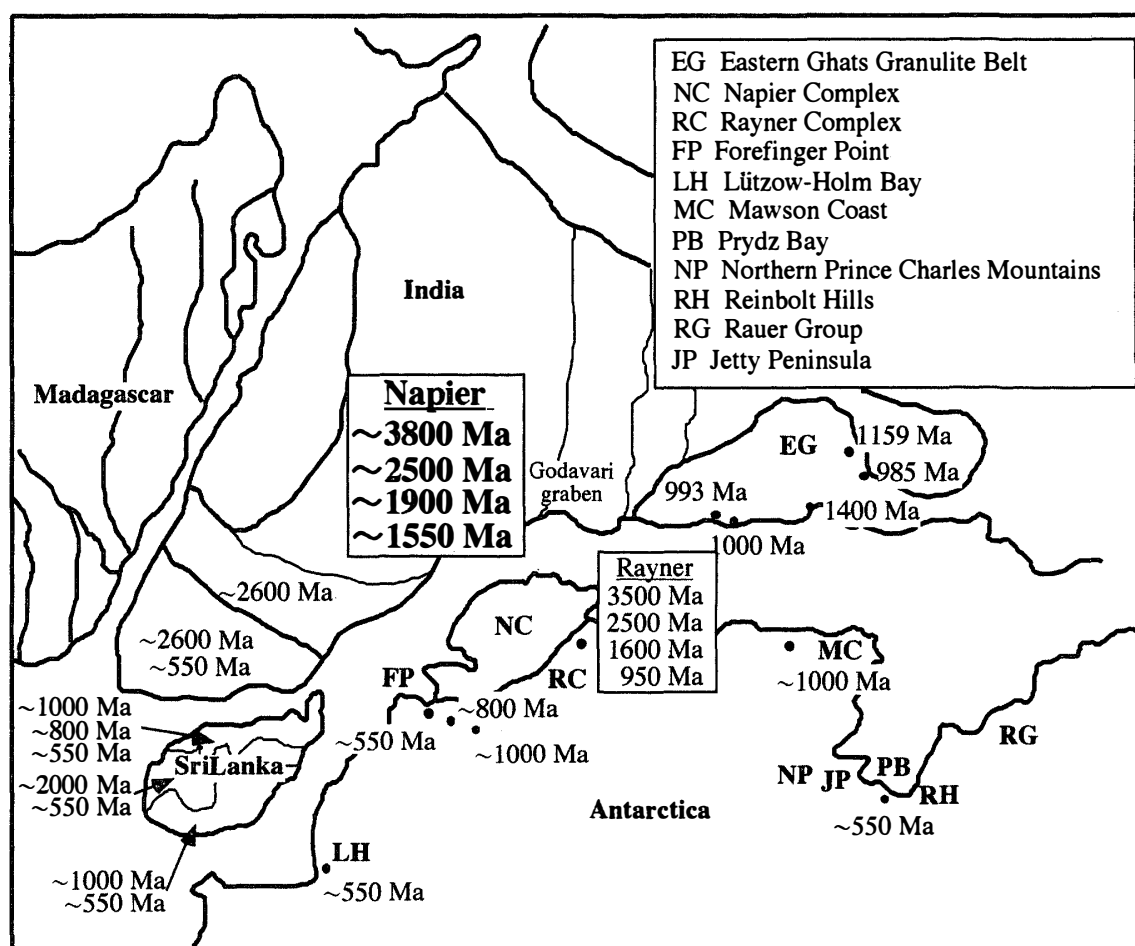 EG Eastern Ghats Granulite Belt
NC Napier Complex
RC Rayner Complex
FP Forefinger Point
LH Lützow-Holm Bay
MC Mawson Coast
PB Prydz Bay
NP Northern Prince Charles Mountains
RH Reinbolt Hills
RG Rauer Group
JP Jetty Peninsula
India
Madagascar
Napier
~3800 Ma
~2500 Ma
~1900 Ma
~1550 Ma
Godavari
graben
EG
1159 Ma
985 Ma
993 Ma
1400 Ma
1000 Ma
Rayner
3500 Ma
2500 Ma
1600 Ma
950 Ma
~2600 Ma
~2600 Ma
~550 Ma
NC
RC
FP
MC
~1000 Ma
~800 Ma
~550 Ma
~1000 Ma
~1000 Ma
~800 Ma
~550 Ma
SriLanka
~2000 Ma
~550 Ma
~1000 Ma
~550 Ma
RG
NP
JP
PB
RH
~550 Ma
Antarctica
LH
~550 Ma